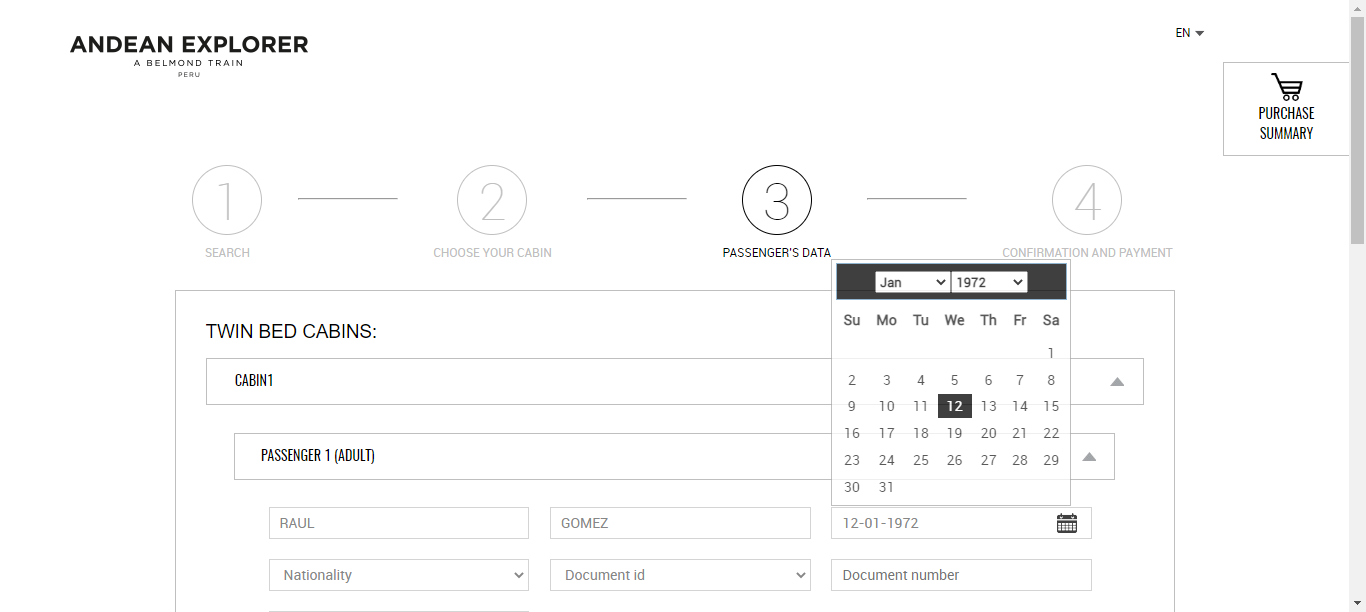 ANDEAN EXPLORER
A BELMOND TRAIN
PERU
EN
PURCHASE
SUMMARY
1
2
3
4
SEARCH
CHOOSE YOUR CABIN
PASSENGER'S DATA
CONFIRMATION AND PAYMENT
Jan 1972
Su Mo Tu We Th Fr Sa
1
2 3 4 5 6 7 8
9 10 11 12 13 14 15
16 17 18 19 20 21 22
23 24 25 26 27 28 29
30 31
TWIN BED CABINS:
CABIN1
PASSENGER 1 (ADULT)
RAUL
GOMEZ
12-01-1972
Nationality
Document id
Document number